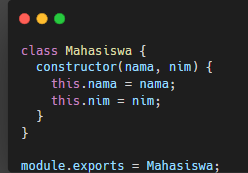 class Mahasiswa {
  constructor(nama, nim) {
    this.nama = nama;
    this.nim = nim;
  }
}

module.exports = Mahasiswa;